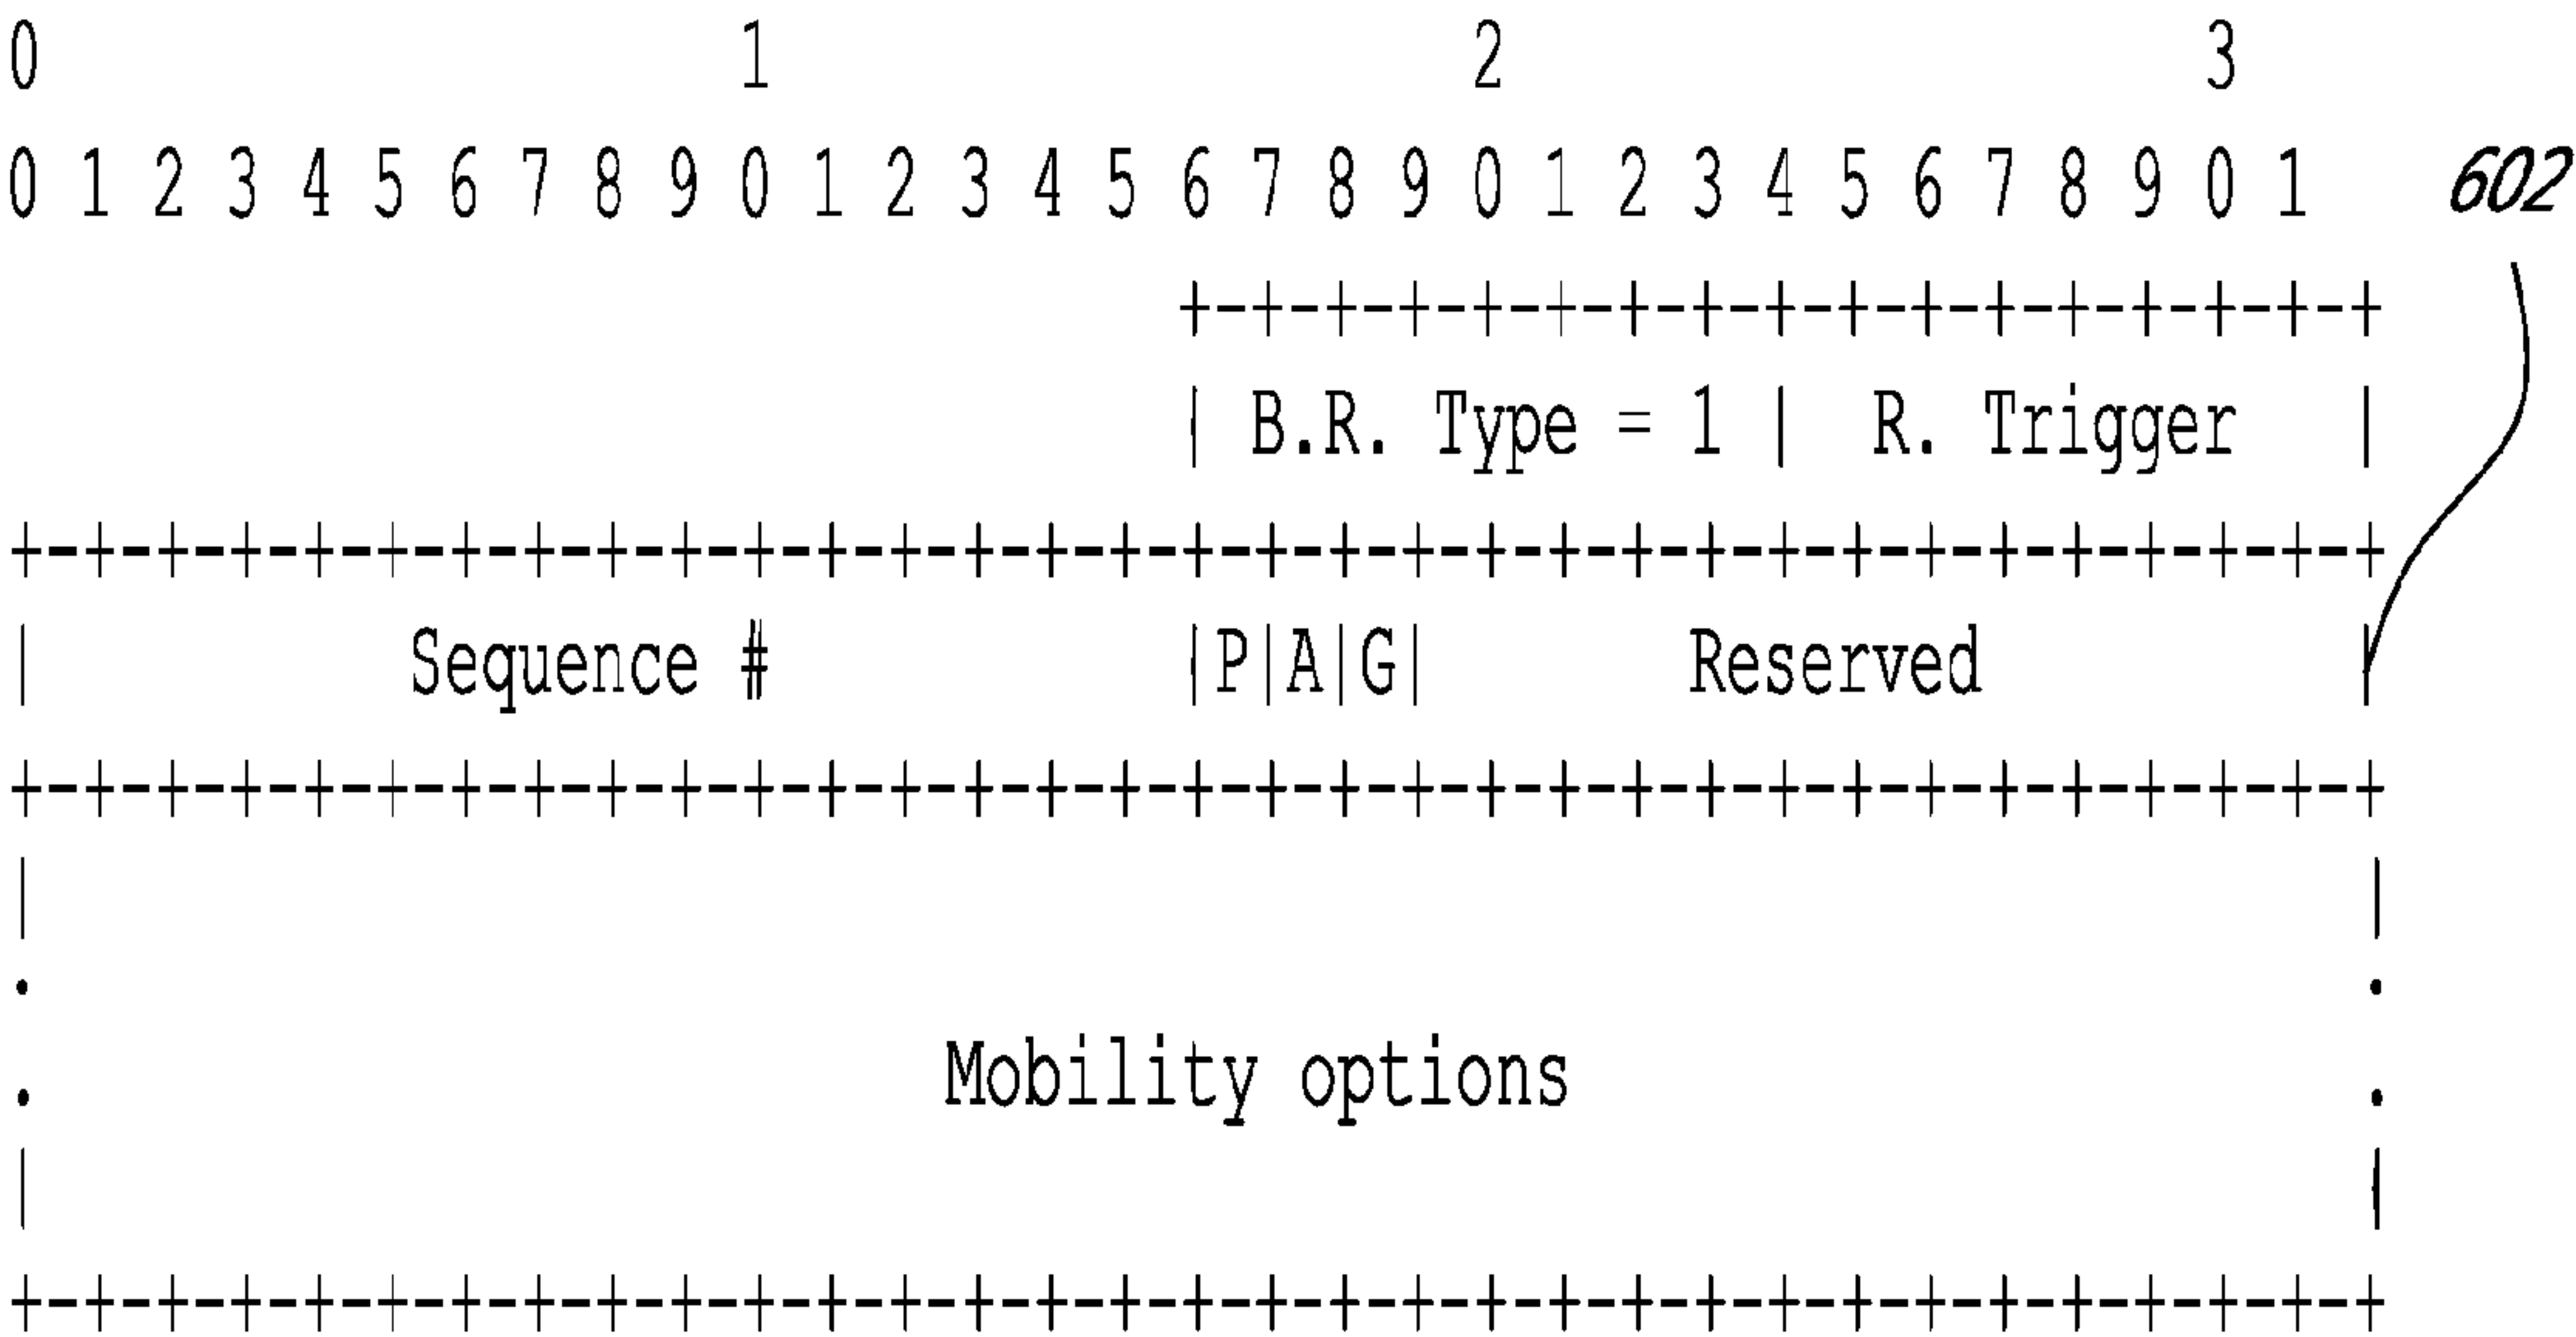 0                   1                   2                   3
0 1 2 3 4 5 6 7 8 9 0 1 2 3 4 5 6 7 8 9 0 1 2 3 4 5 6 7 8 9 0 1 602
+-+-+-+-+-+-+-+-+-+-+-+-+-+-+-+-+
| B.R. Type = 1 | R. Trigger |
+-+-+-+-+-+-+-+-+-+-+-+-+-+-+-+-+-+-+-+-+-+-+-+-+-+-+-+-+-+-+-+-+
| Sequence # |P|A|G| Reserved |
+-+-+-+-+-+-+-+-+-+-+-+-+-+-+-+-+-+-+-+-+-+-+-+-+-+-+-+-+-+-+-+-+
| |
. .
Mobility options
. .
| |
+-+-+-+-+-+-+-+-+-+-+-+-+-+-+-+-+-+-+-+-+-+-+-+-+-+-+-+-+-+-+-+-+